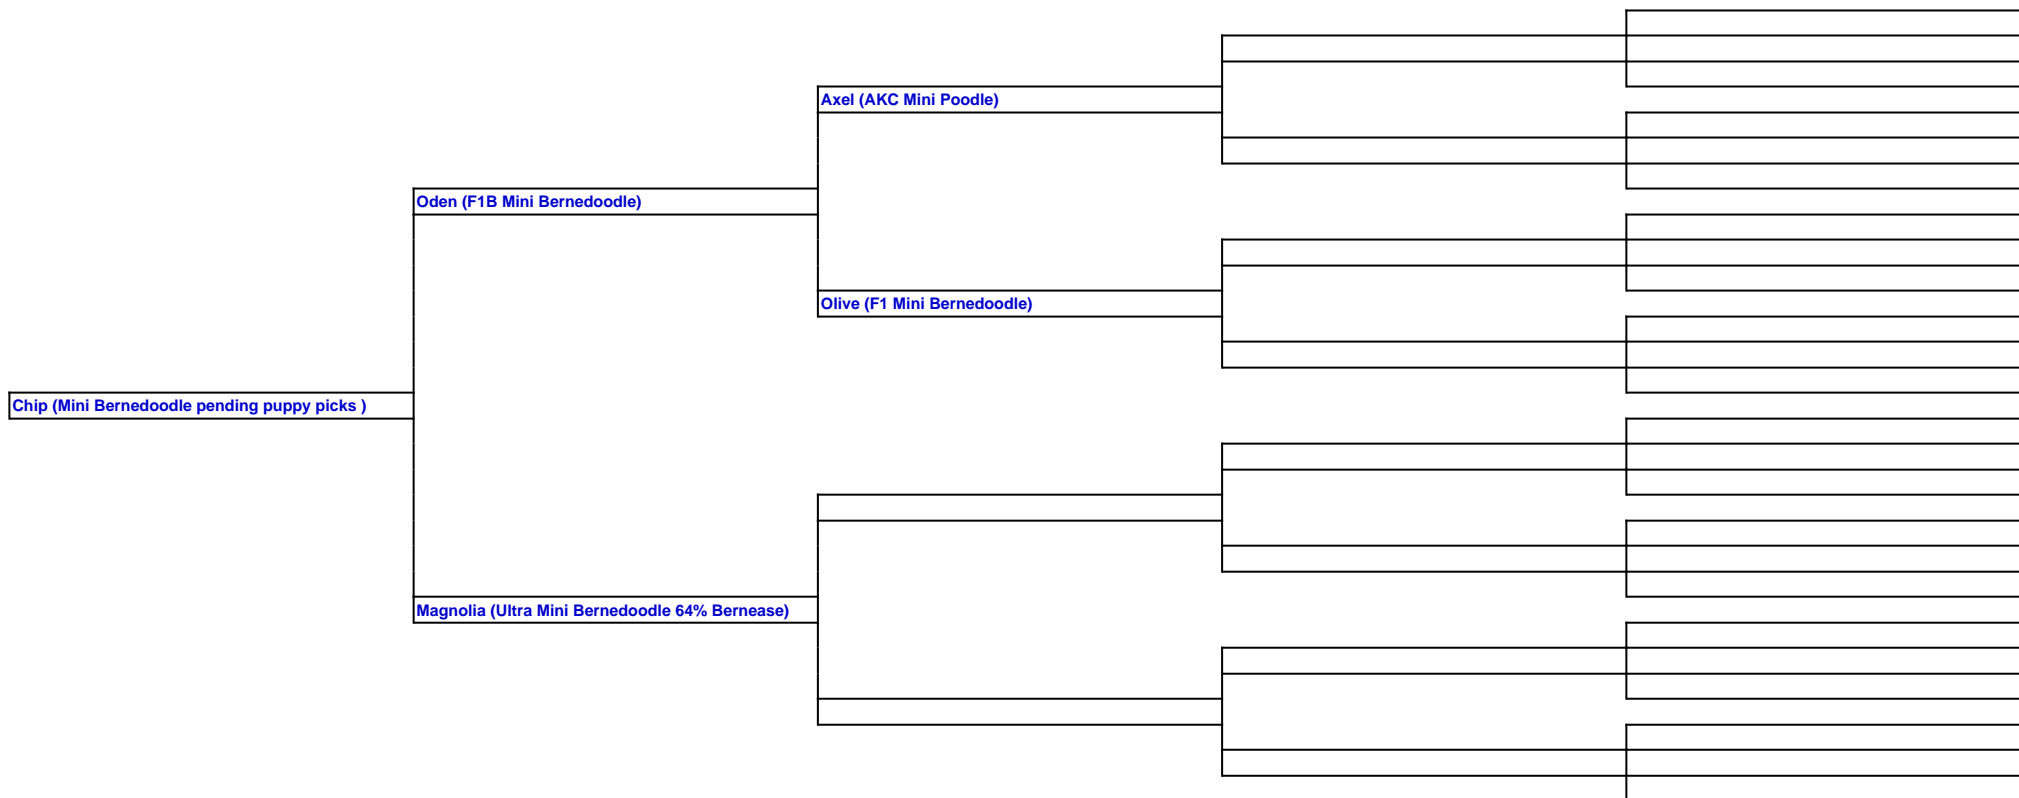 Axel (AKC Mini Poodle)
Oden (F1B Mini Bernedoodle)
Olive (F1 Mini Bernedoodle)
Chip (Mini Bernedoodle pending puppy picks )
Magnolia (Ultra Mini Bernedoodle 64% Bernease)